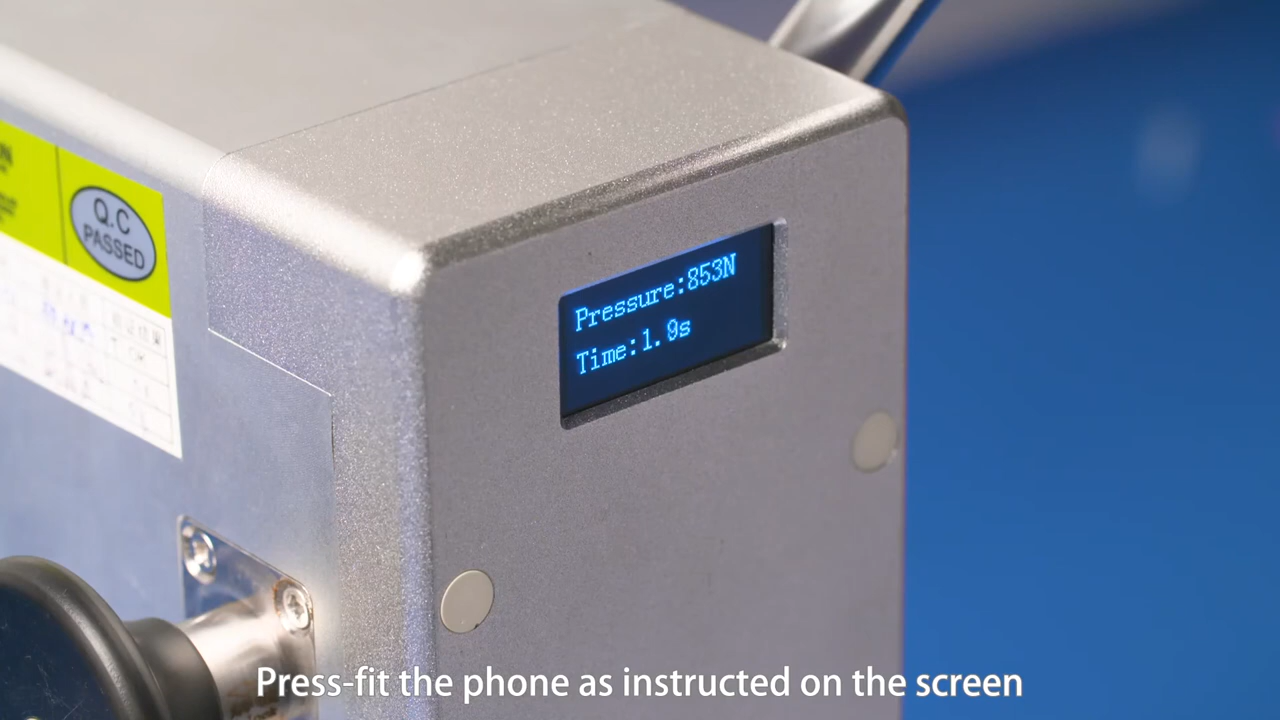 Q.C
PASSED
Pressure:853N
Time:1.9s
Press-fit the phone as instructed on the screen